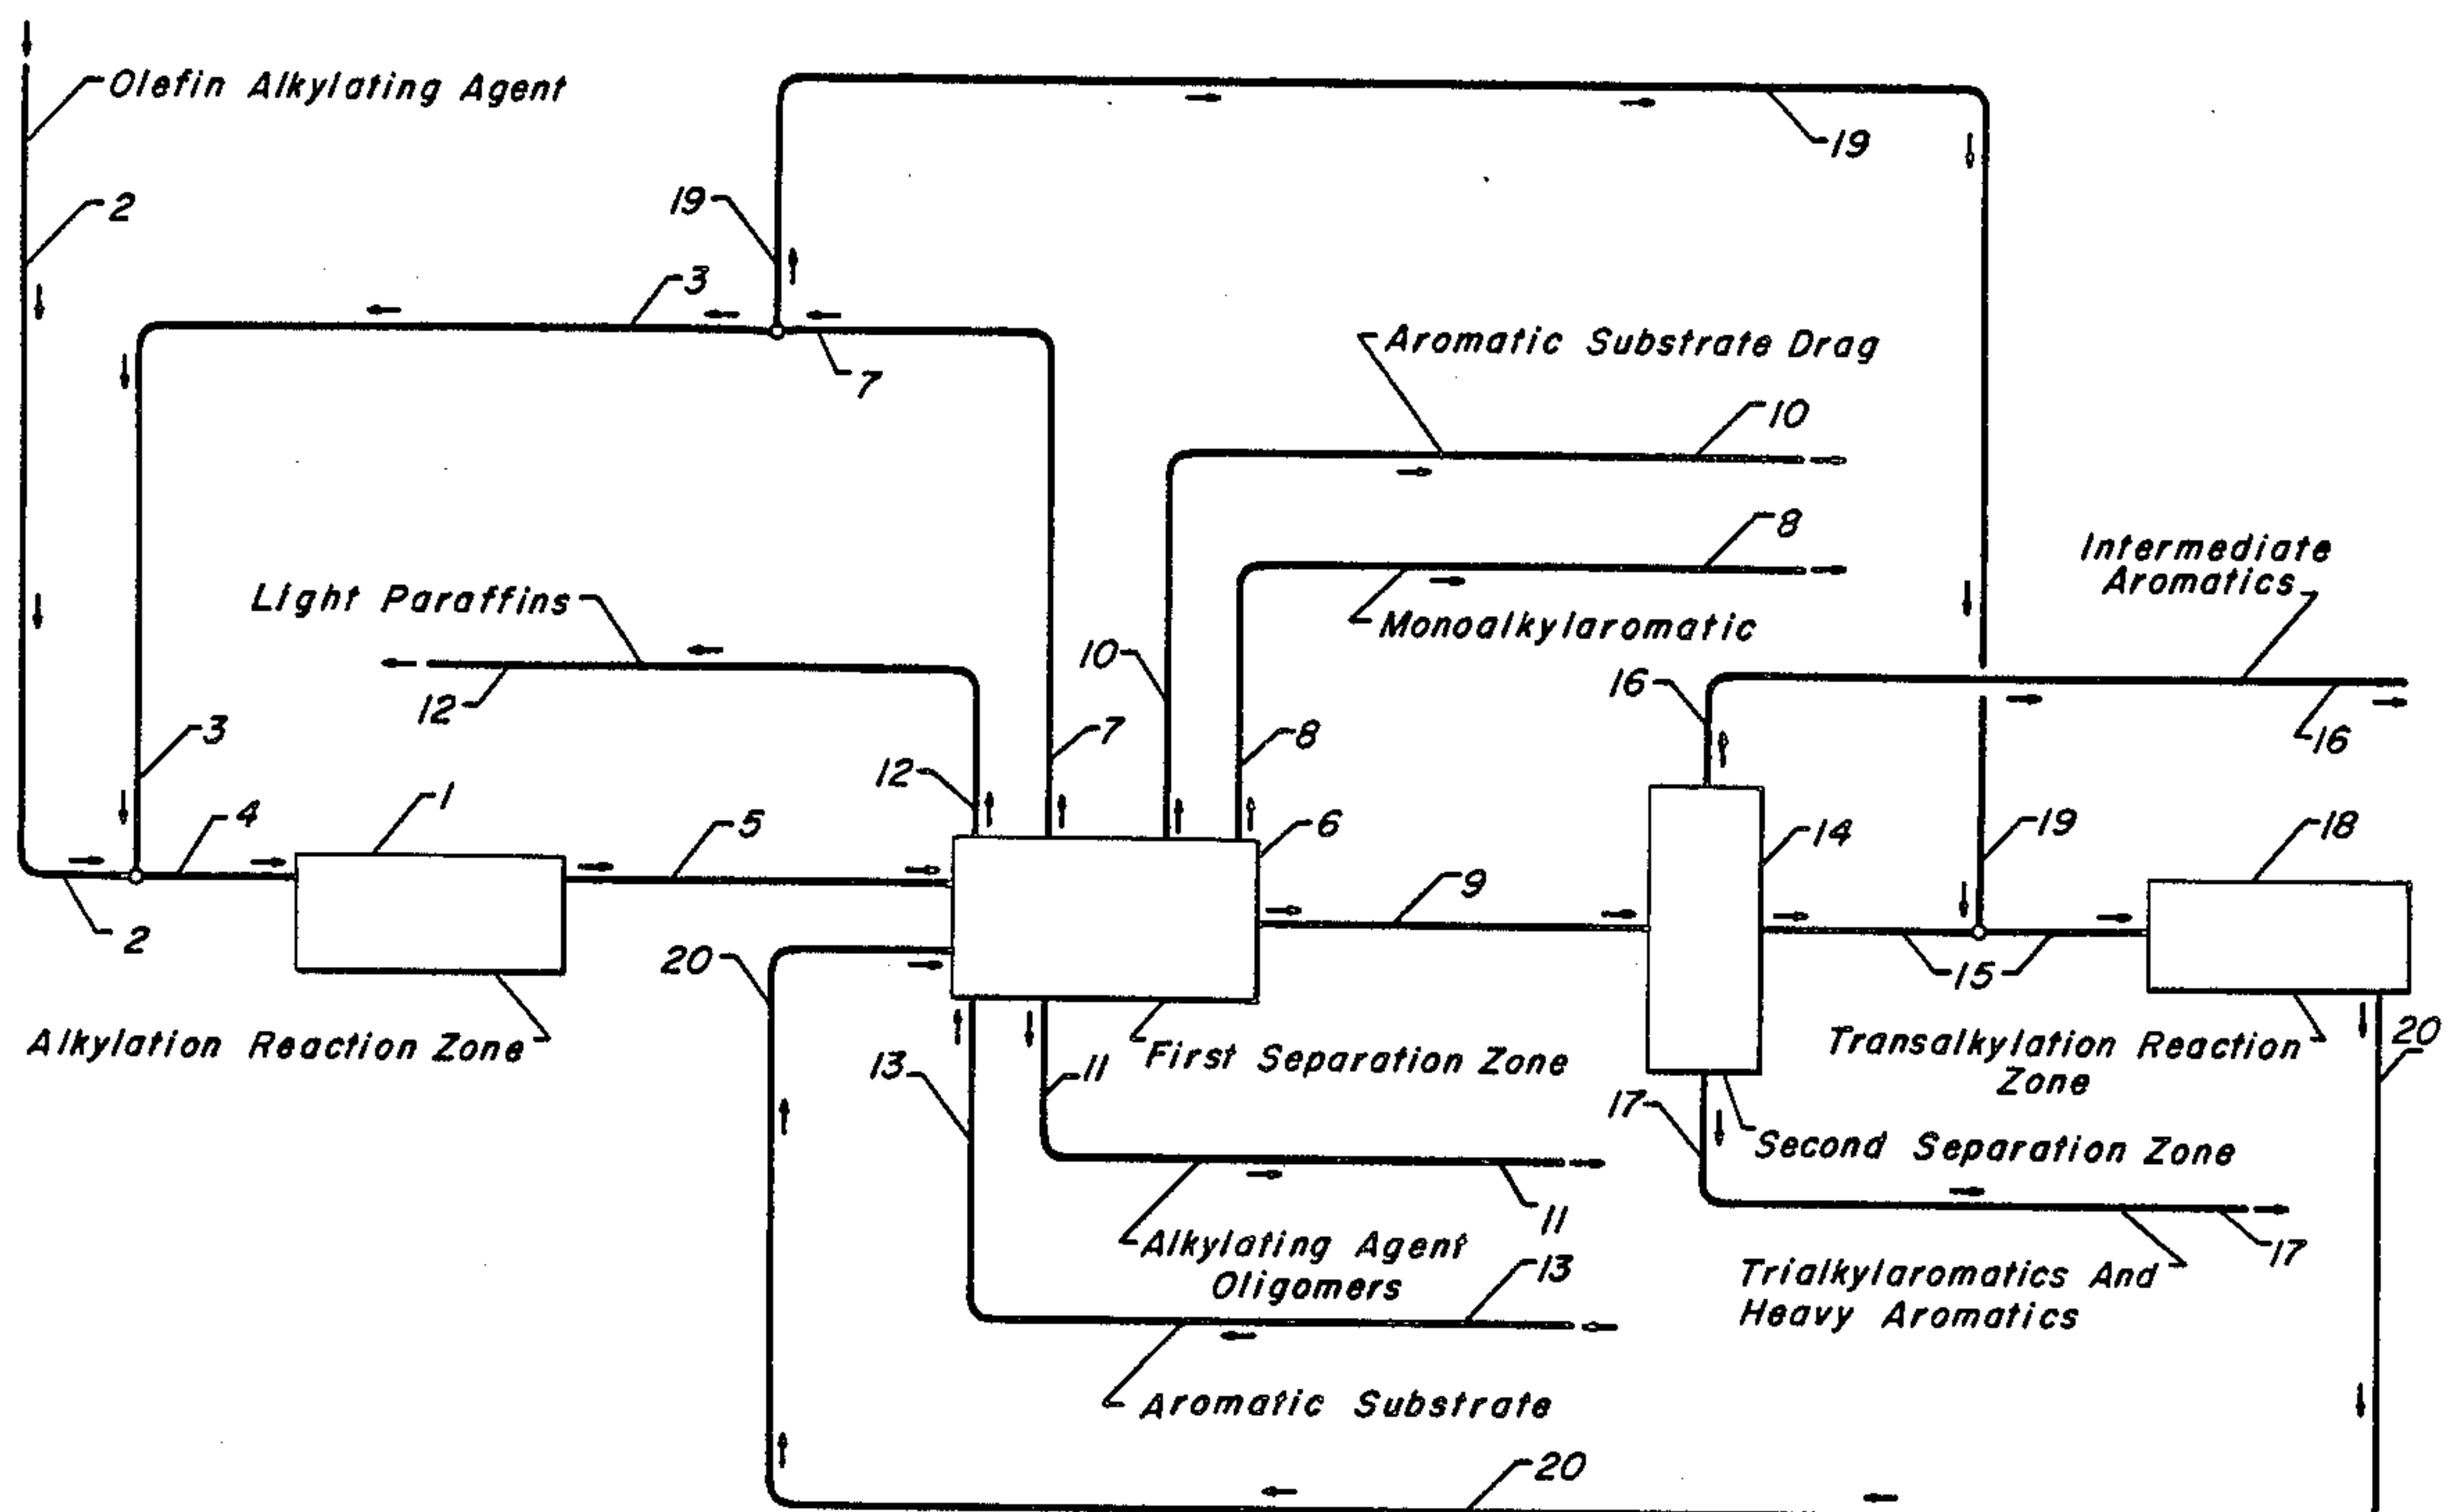 Olefin Alkylating Agent
19
2
19
3
Aromatic Substrate Drag
7
10
8
Intermediate
Aromatics
Light Paraffins
Monoalkylaromatic
10
16
12
3
7
8
16
12
1
4
5
6
14
19
18
9
2
20
15
Alkylation Reaction Zone
First Separation Zone
Transalkylation Reaction
Zone
20
13
11
17
Second Separation Zone
11
Alkylating Agent
Oligomers
13
17
Trialkylaromatics And
Heavy Aromatics
Aromatic Substrate
20